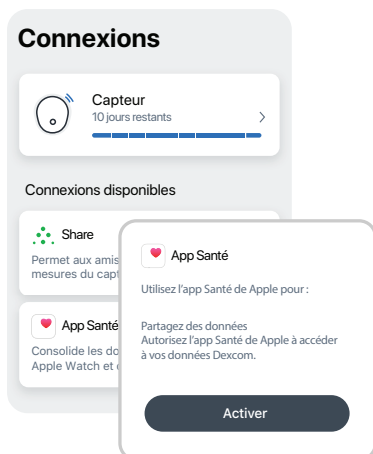 Connexions
Capteur
10 jours restants
Connexions disponibles
Share
Permet aux amis
mesures du capt
App Santé
Consolide les do
Apple Watch et
App Santé
Utilisez l'app Santé de Apple pour :
Partagez des données
Autorisez l'app Santé de Apple à accéder
à vos données Dexcom.
Activer